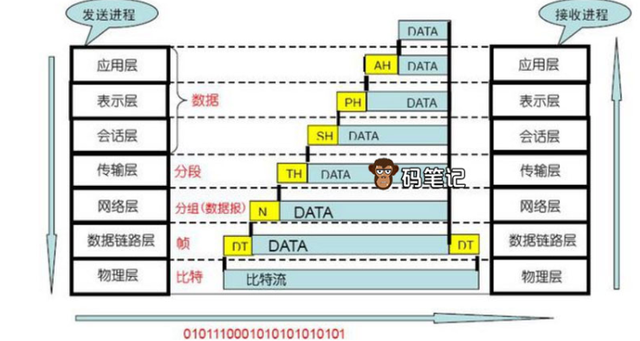 发送进程
接收进程
DATA
应用层
AH
DATA
应用层
表示层
数据
PH
DATA
表示层
会话层
SH
DATA
会话层
传输层
分段
TH
DATA
码笔记
传输层
网络层
分组(数据报)
N
DATA
网络层
数据链路层
帧
DT
DATA
DT
数据链路层
物理层
比特
比特流
物理层
0101110001010101010101